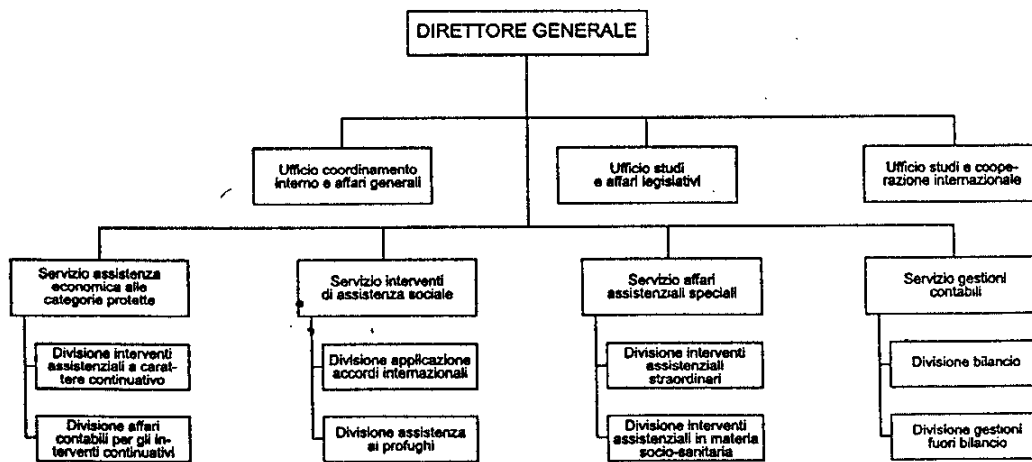 DIRETTORE GENERALE
Ufficio coordinamento
interno e affari generali
Ufficio studi
e affari legislativi
Ufficio studi e coope-
razione internazionale
Servizio assistenza
economica alle
categorie protette
Servizio interventi
di assistenza sociale
Servizio affari
assistenziali speciali
Servizio gestioni
contabili
Divisione interventi
assistenziali a carat-
tere continuativo
Divisione applicazione
accordi internazionali
Divisione interventi
assistenziali
straordinari
Divisione bilancio
Divisione affari
contabili per gli in-
terventi continuativi
Divisione assistenza
ai profughi
Divisione interventi
assistenziali in materia
socio-sanitaria
Divisione gestioni
fuori bilancio